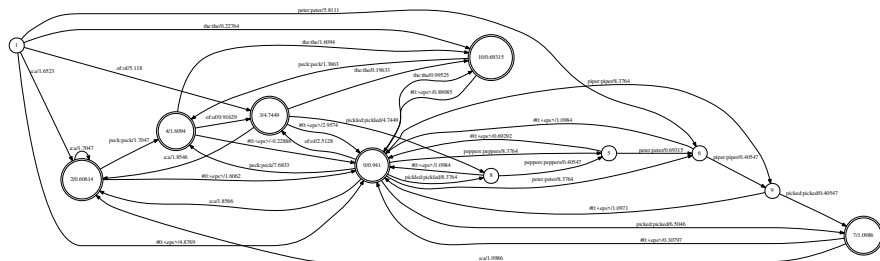 peter:peter/5.8111
the:the/0.22764
the:the/1.6094
peck:peck/1.3863
piper:piper/8.3764
of:of/5.118
the:the/0.19633
the:the/0.99525
#0:<eps>/0.89085
10/0.69315
1
a:a/1.6523
of:of/0.91629
3/4.7449
pickled:pickled/4.7449
#0:<eps>/2.9574
#0:<eps>/1.0984
4/1.6094
peck:peck/1.7047
a:a/1.7047
#0:<eps>/-0.22886
of:of/2.5128
#0:<eps>/0.69292
peppers:peppers/8.3764
5
peter:peter/0.69315
6
a:a/1.8546
peck:peck/7.6833
0/0.941
#0:<eps>/1.0984
peppers:peppers/0.40547
piper:piper/0.40547
2/0.60614
#0:<eps>/1.6062
pickled:pickled/8.3764
8
peter:peter/8.3764
9
picked:picked/0.40547
a:a/1.8566
#0:<eps>/1.0971
picked:picked/6.5046
7/1.0986
#0:<eps>/4.8769
#0:<eps>/0.30797
a:a/1.0986